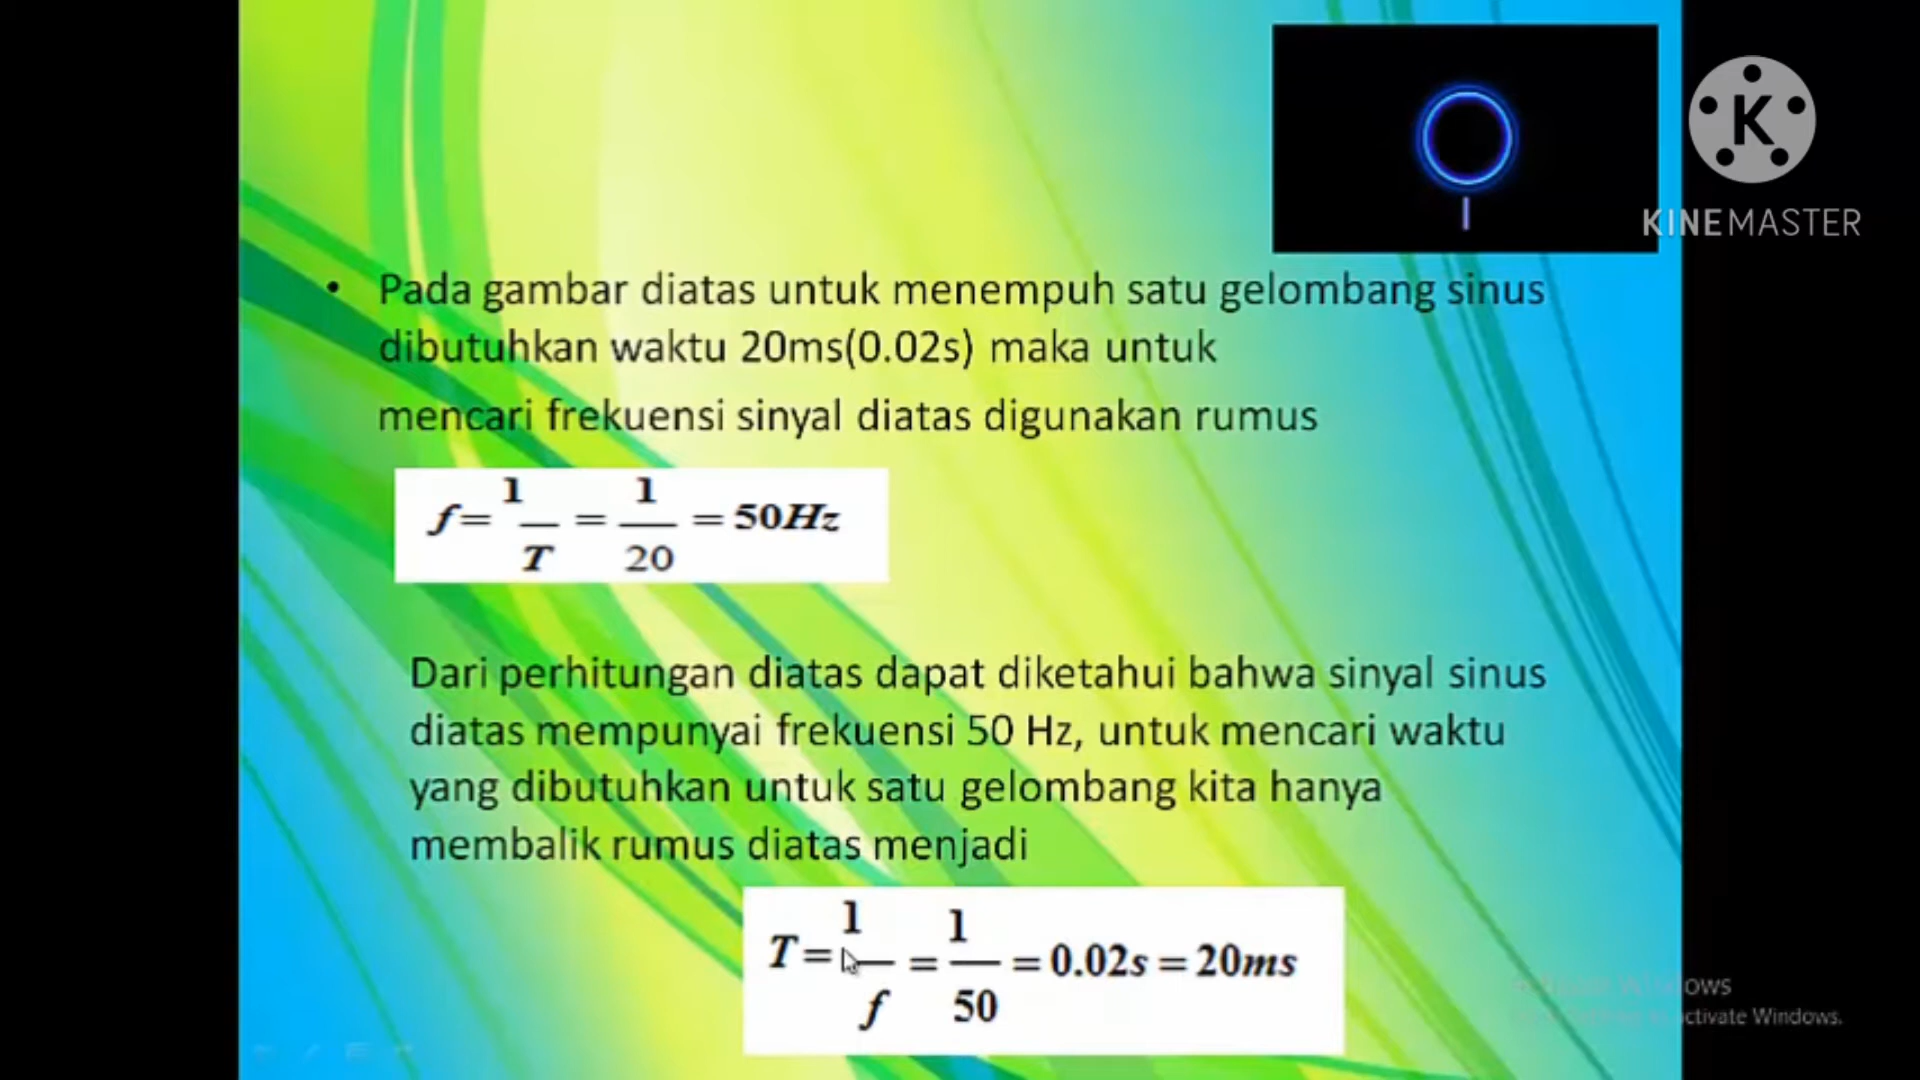 K
KINEMASTER
• Pada gambar diatas untuk menempuh satu gelombang sinus
dibutuhkan waktu 20ms(0.02s) maka untuk
mencari frekuensi sinyal diatas digunakan rumus
f = 1/T = 1/20 = 50Hz
Dari perhitungan diatas dapat diketahui bahwa sinyal sinus
diatas mempunyai frekuensi 50 Hz, untuk mencari waktu
yang dibutuhkan untuk satu gelombang kita hanya
membalik rumus diatas menjadi
T = 1/f = 1/50 = 0.02s = 20ms
Windows
activate Windows.